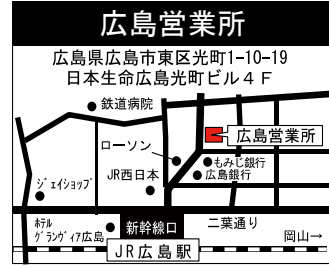 広島営業所
広島県広島市東区光町1-10-19
日本生命広島光町ビル4F
鉄道病院
広島営業所
ローソン
もみじ銀行
JR西日本
広島銀行
ジェイショップ
ホテル
グランヴィア広島
新幹線口
二葉通り
岡山→
JR広島駅